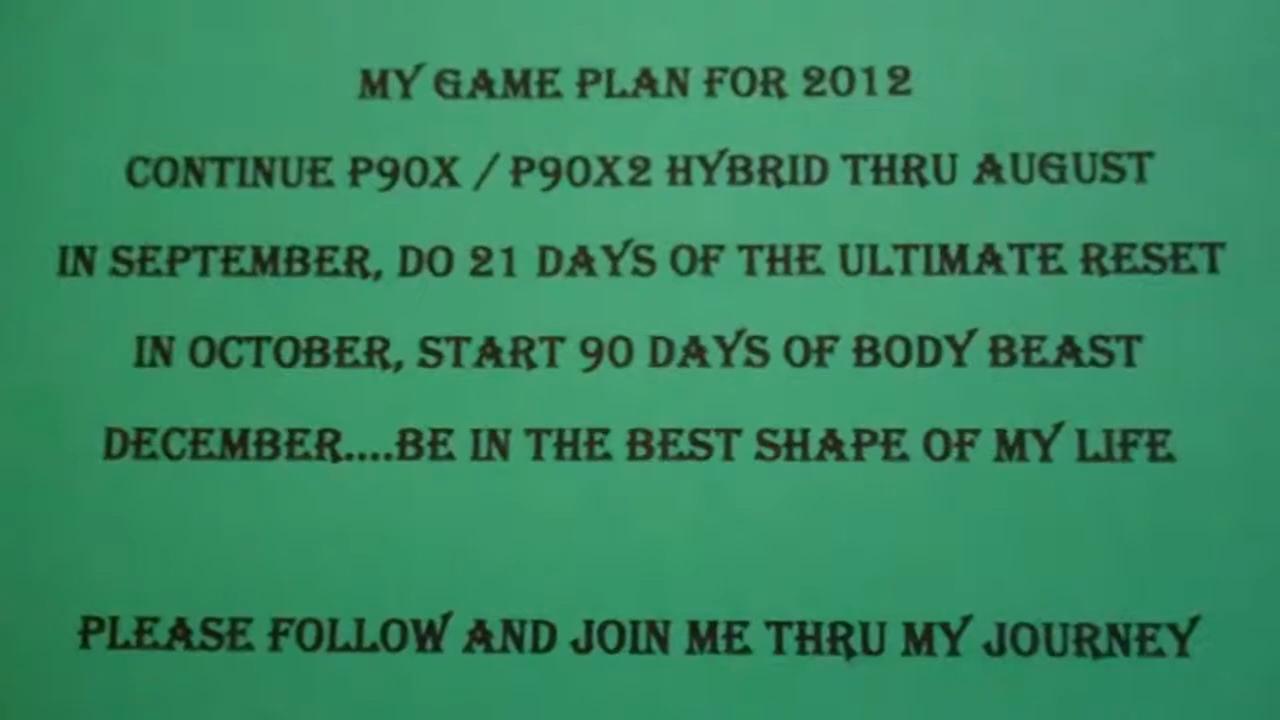 MY GAME PLAN FOR 2012
CONTINUE P90X / P90X2 HYBRID THRU AUGUST
IN SEPTEMBER, DO 21 DAYS OF THE ULTIMATE RESET
IN OCTOBER, START 90 DAYS OF BODY BEAST
DECEMBER....BE IN THE BEST SHAPE OF MY LIFE
PLEASE FOLLOW AND JOIN ME THRU MY JOURNEY